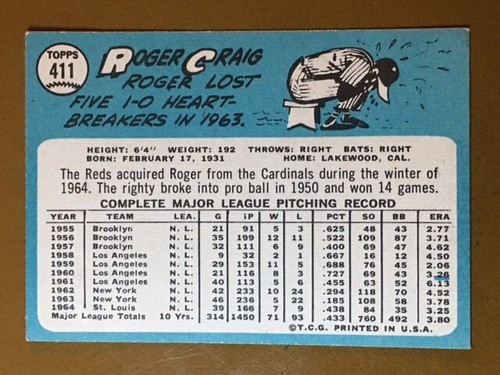 TOPPS
411
ROGER CRAIG
ROGER LOST
FIVE 1-0 HEART-
BREAKERS IN 1963.
HEIGHT: 6'4" WEIGHT: 192 THROWS: RIGHT BATS: RIGHT
BORN: FEBRUARY 17, 1931 HOME: LAKEWOOD, CAL.
The Reds acquired Roger from the Cardinals during the winter of
1964. The righty broke into pro ball in 1950 and won 14 games.
COMPLETE MAJOR LEAGUE PITCHING RECORD
YEAR TEAM LEA. G IP W L PCT SO BB ERA
1955 Brooklyn N. L. 21 91 5 3 .625 48 43 2.77
1956 Brooklyn N. L. 35 199 12 11 .522 109 87 3.71
1957 Brooklyn N. L. 32 111 6 9 .400 69 47 4.62
1958 Los Angeles N. L. 9 32 2 1 .667 16 12 4.50
1959 Los Angeles N. L. 29 153 11 5 .688 76 45 2.06
1960 Los Angeles N. L. 21 116 8 3 .727 69 43 3.26
1961 Los Angeles N. L. 40 113 5 6 .455 63 52 6.13
1962 New York N. L. 42 233 10 24 .294 118 70 4.52
1963 New York N. L. 46 236 5 22 .185 108 58 3.78
1964 St. Louis N. L. 39 166 7 9 .438 84 35 3.25
Major League Totals 10 Yrs. 314 1450 71 93 .433 760 492 3.80
©T.C.G. PRINTED IN U.S.A.